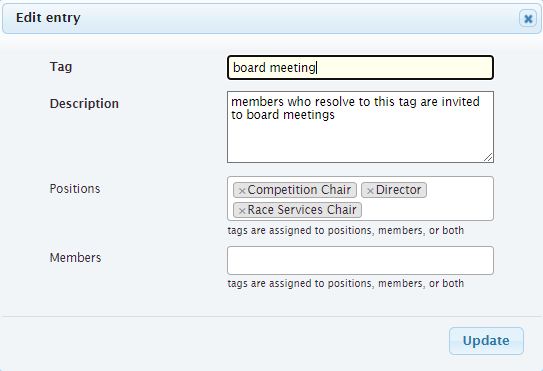 Edit entry
Tag
board meeting
Description
members who resolve to this tag are invited
to board meetings
Positions
×Competition Chair ×Director
×Race Services Chair
tags are assigned to positions, members, or both
Members
tags are assigned to positions, members, or both
Update